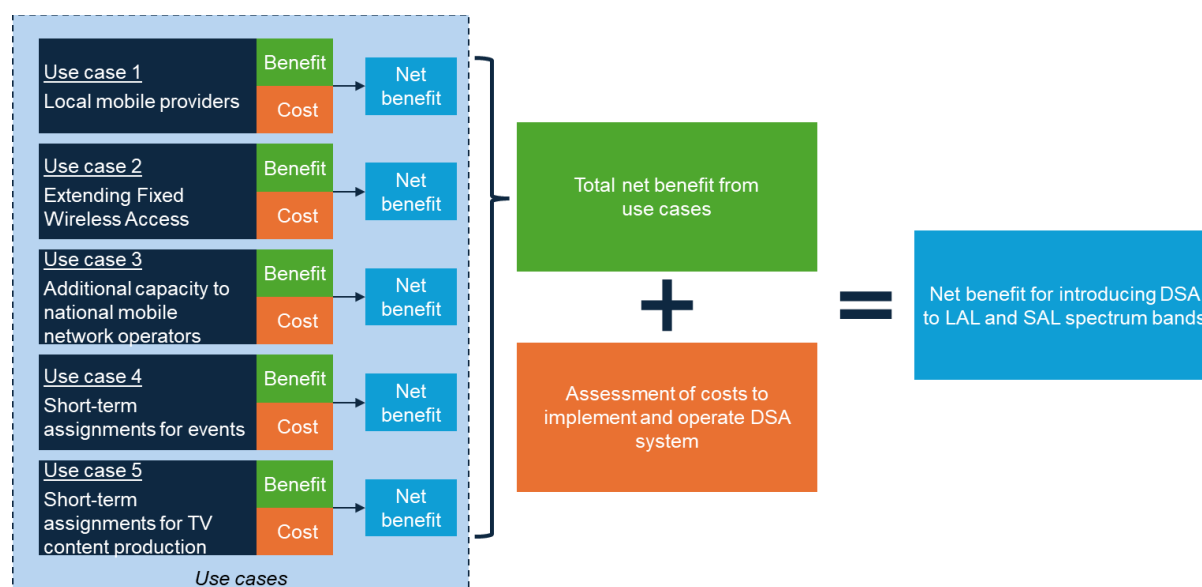 Use case 1
Local mobile providers
Benefit
Cost
Net
benefit
Use case 2
Extending Fixed
Wireless Access
Benefit
Cost
Net
benefit
Use case 3
Additional capacity to
national mobile
network operators
Benefit
Cost
Net
benefit
Use case 4
Short-term
assignments for events
Benefit
Cost
Net
benefit
Use case 5
Short-term
assignments for TV
content production
Benefit
Cost
Net
benefit
Use cases
Total net benefit from
use cases
+
Assessment of costs to
implement and operate DSA
system
=
Net benefit for introducing DSA
to LAL and SAL spectrum bands